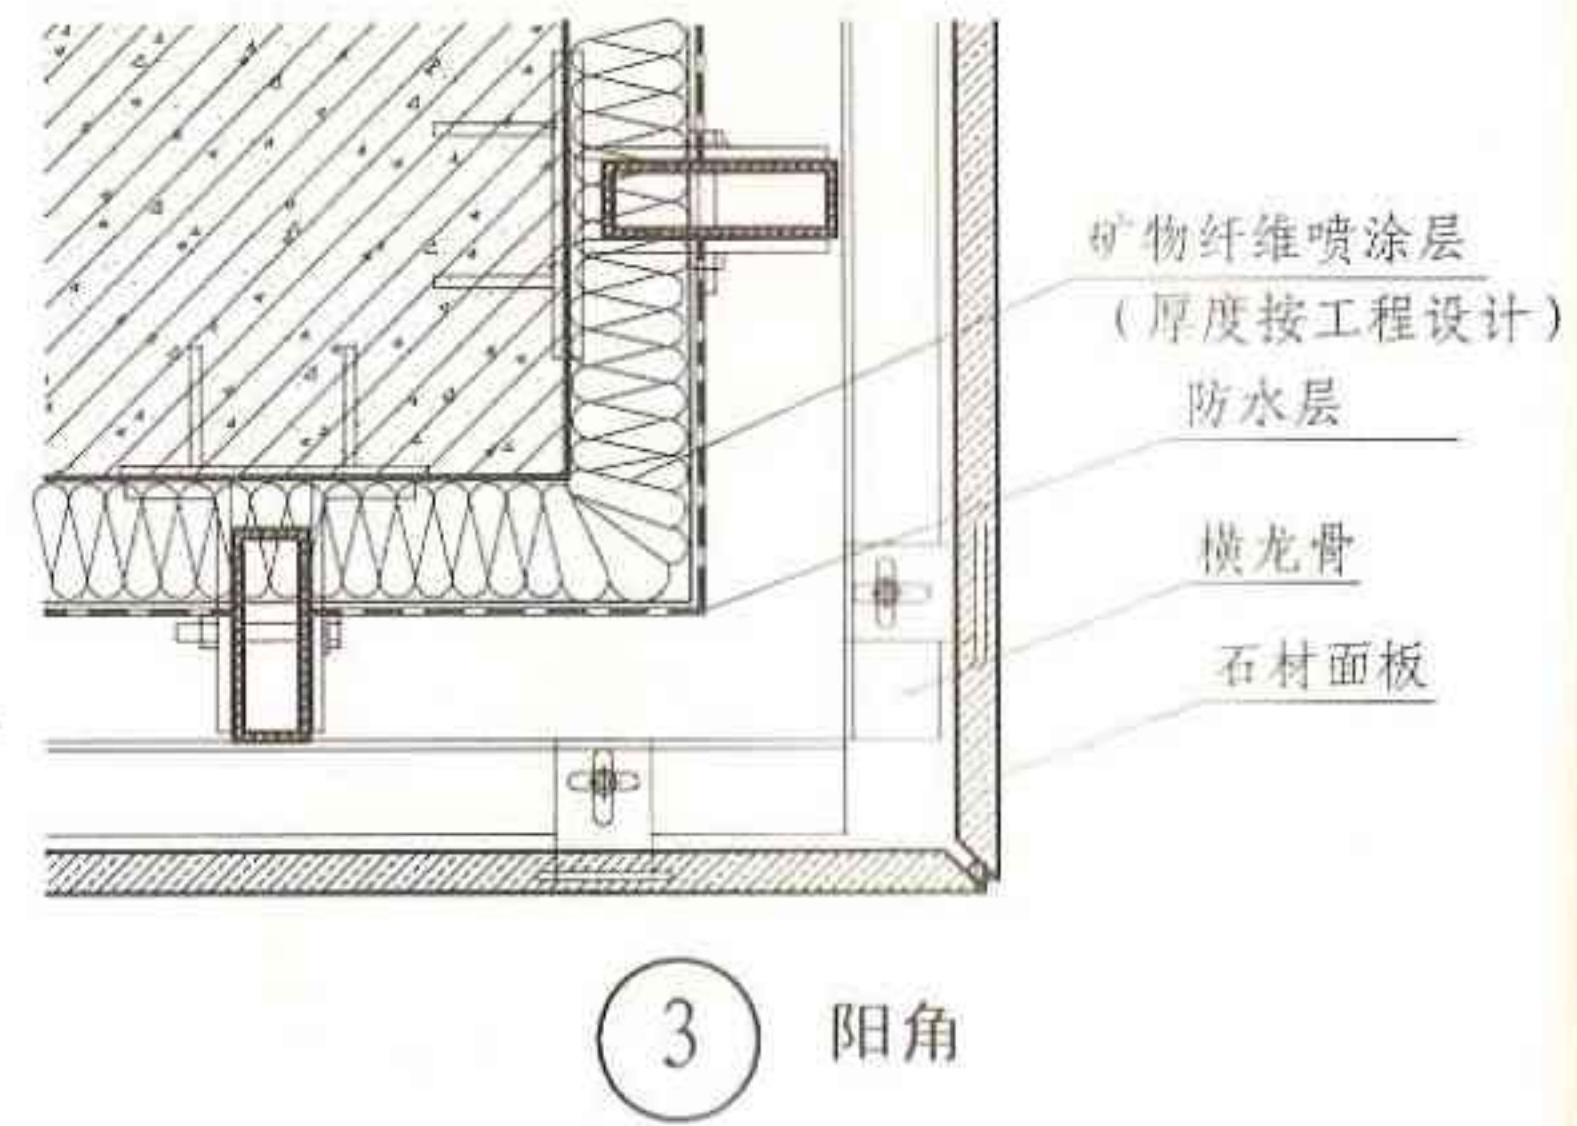 矿物纤维喷涂层
(厚度按工程设计)
防水层
横龙骨
石材面板
3 阳角